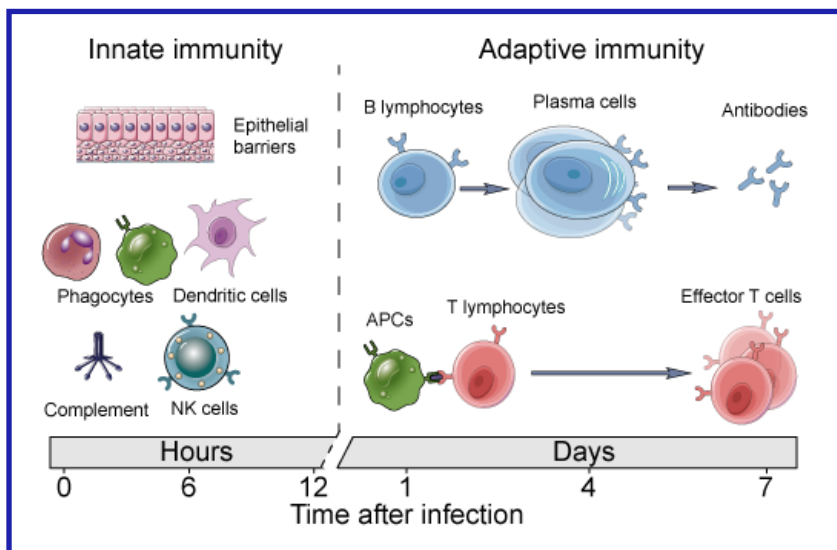 Innate immunity
Adaptive immunity
Epithelial
barriers
B lymphocytes
Plasma cells
Antibodies
Phagocytes
Dendritic cells
APCs
T lymphocytes
Effector T cells
Complement
NK cells
Hours
Days
0
6
12
1
4
7
Time after infection